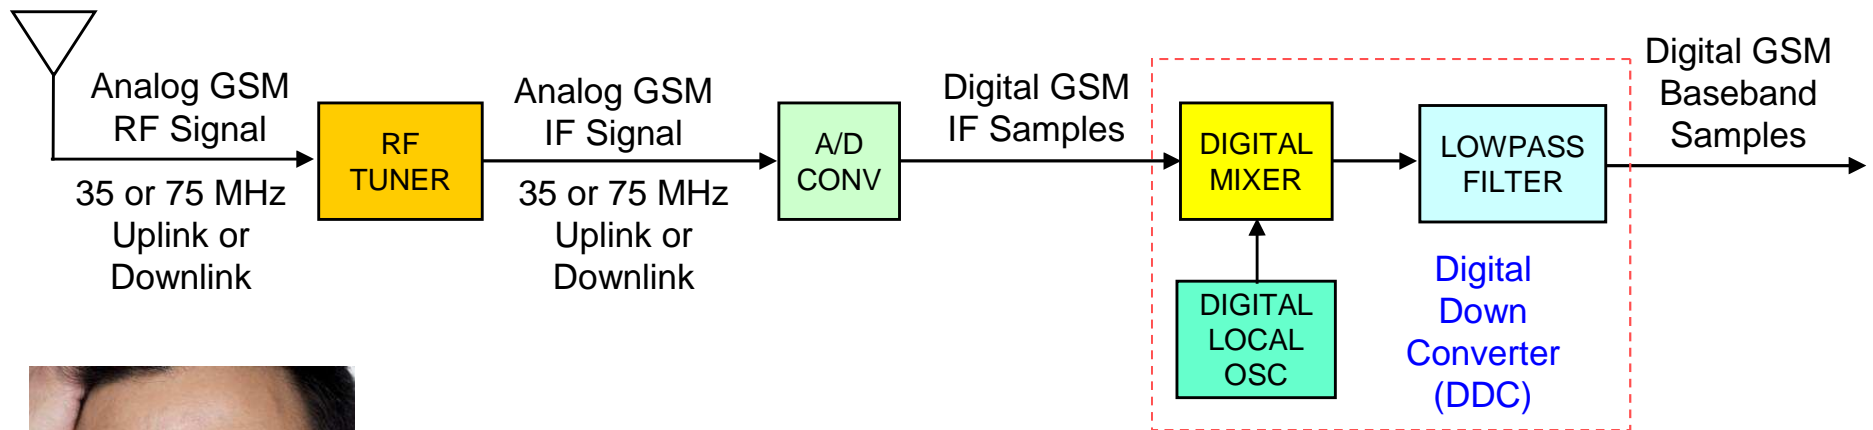 Analog GSM
RF Signal
35 or 75 MHz
Uplink or
Downlink
RF
TUNER
Analog GSM
IF Signal
35 or 75 MHz
Uplink or
Downlink
A/D
CONV
Digital GSM
IF Samples
DIGITAL
MIXER
DIGITAL
LOCAL
OSC
LOWPASS
FILTER
Digital
Down
Converter
(DDC)
Digital GSM
Baseband
Samples